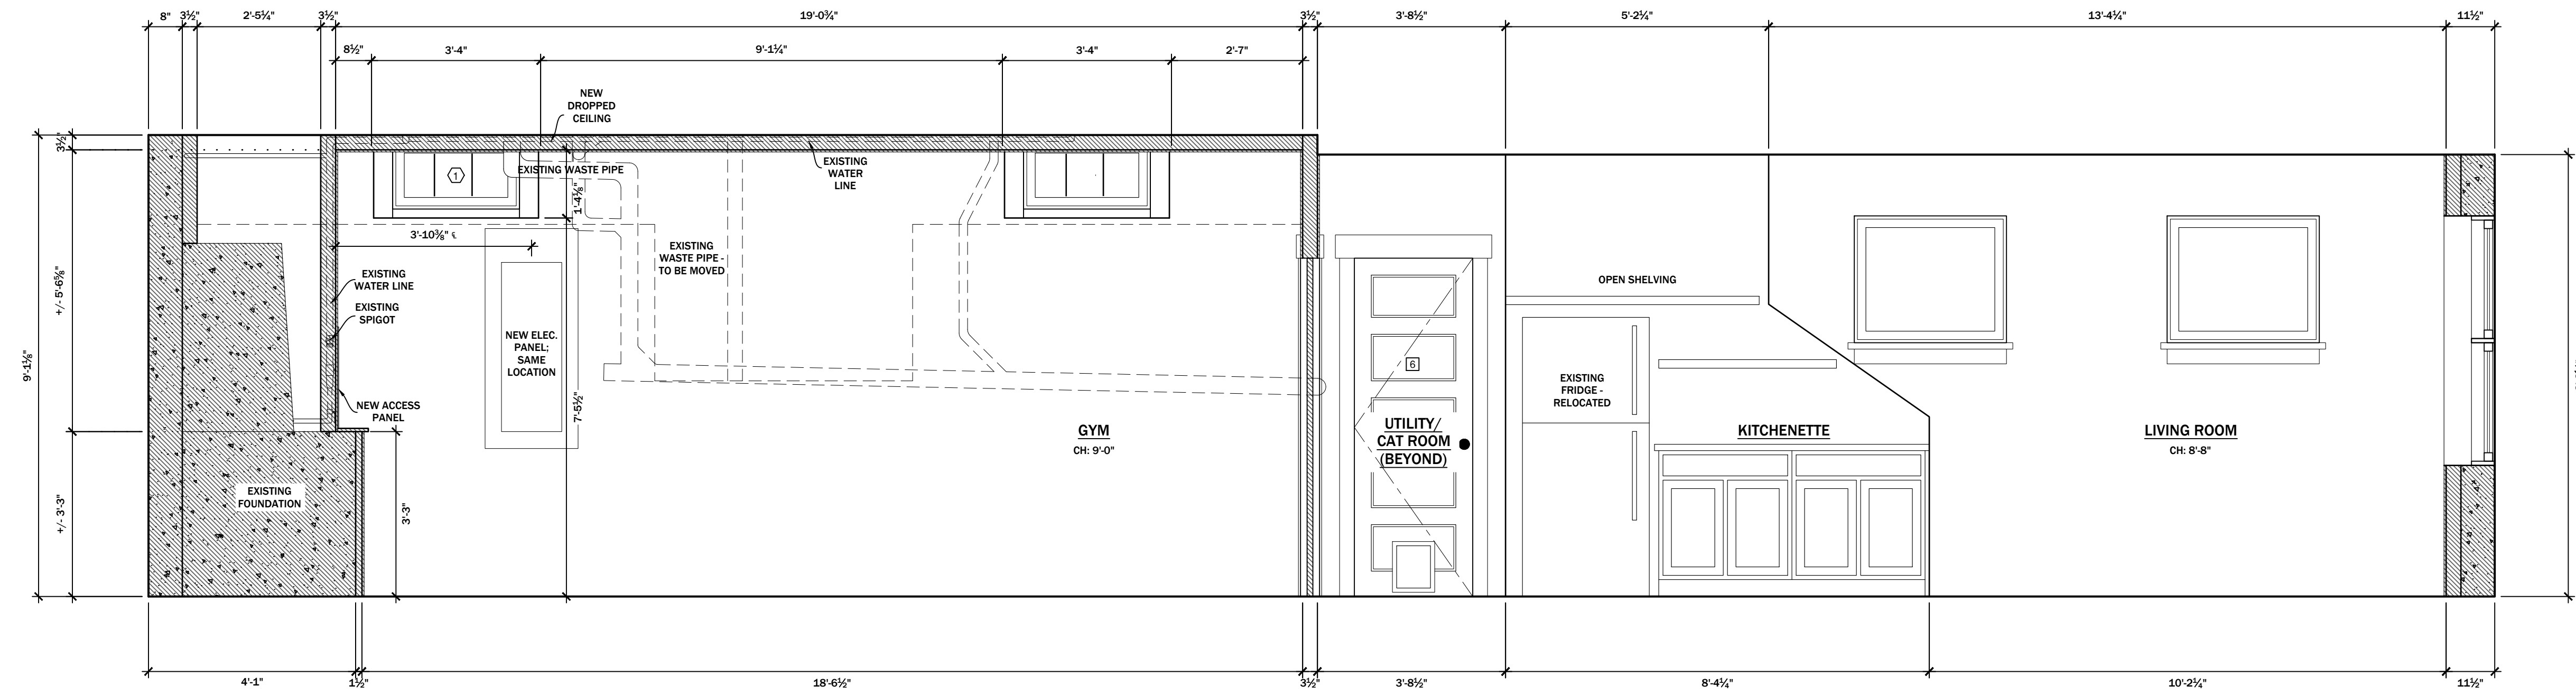 8" 3½" 2'-5¼" 3½" 19'-0¾" 3½" 3'-8½" 5'-2¼" 13'-4¼" 11½"
8½" 3'-4" 9'-1¼" 3'-4" 2'-7"
NEW
DROPPED
CEILING
3½"
EXISTING
WATER
LINE
EXISTING WASTE PIPE
1
1'-4⅛"
3'-10⅜" ℄
EXISTING
WASTE PIPE -
TO BE MOVED
+/- 5'-6⅝"
EXISTING
WATER LINE
EXISTING
SPIGOT
OPEN SHELVING
NEW ELEC.
PANEL;
SAME
LOCATION
9'-1⅛"
6
EXISTING
FRIDGE -
RELOCATED
NEW ACCESS
PANEL
7'-5½"
GYM
CH: 9'-0"
UTILITY/
CAT ROOM
(BEYOND)
KITCHENETTE
LIVING ROOM
CH: 8'-8"
EXISTING
FOUNDATION
+/- 3'-3"
3'-3"
4'-1" 1½" 18'-6½" 3½" 3'-8½" 8'-4¼" 10'-2¼" 11½"